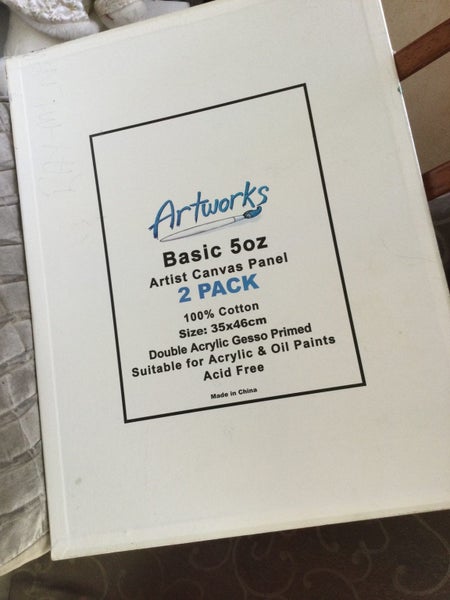 Artworks
Basic 5oz
Artist Canvas Panel
2 PACK
100% Cotton
Size: 35x46cm
Double Acrylic Gesso Primed
Suitable for Acrylic & Oil Paints
Acid Free
Made in China